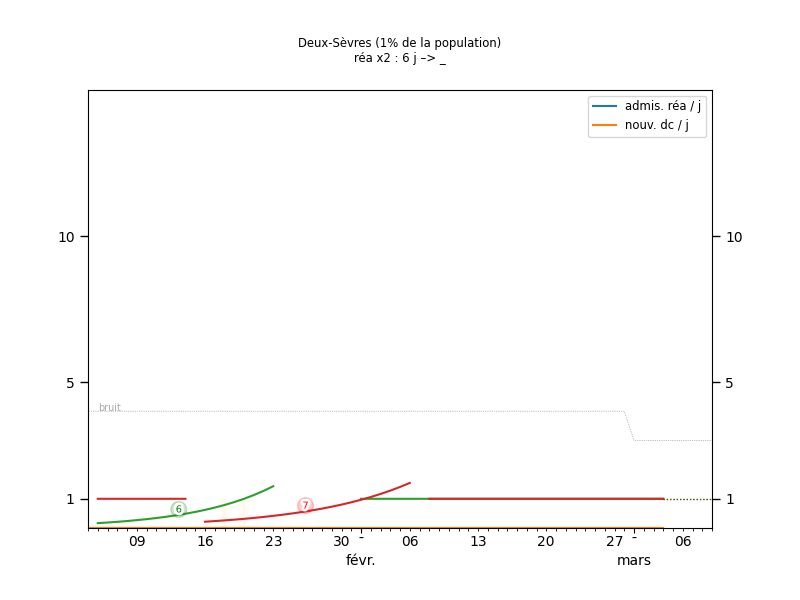 Deux-Sèvres (1% de la population)
réa x2 : 6 j –> _
admis. réa / j
nouv. dc / j
10
10
5
5
bruit
1
1
6
7
09
16
23
30
-
06
13
20
27
-
06
févr.
mars